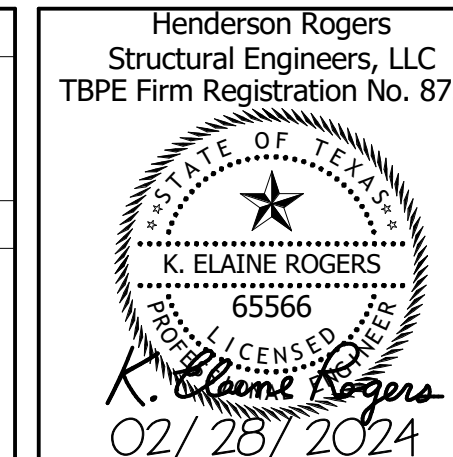 Henderson Rogers
Structural Engineers, LLC
TBPE Firm Registration No. 87
STATE OF TEXAS
K. ELAINE ROGERS
65566
LICENSED
PROFESSIONAL ENGINEER
K. Elaine Rogers
02/28/2024